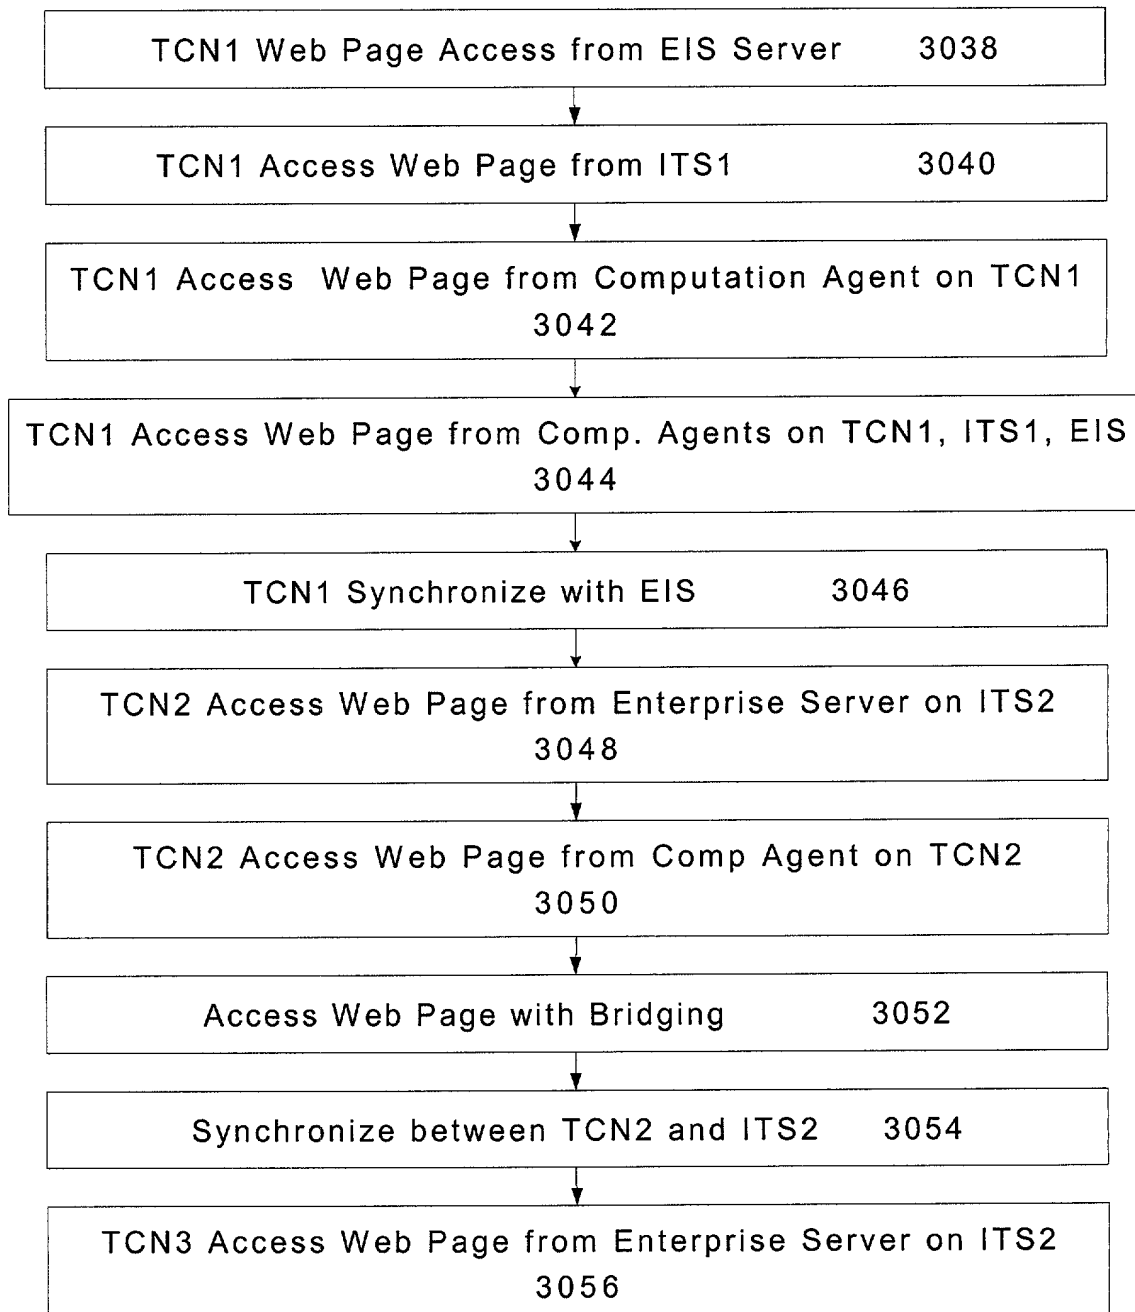 TCN1 Web Page Access from EIS Server 3038
TCN1 Access Web Page from ITS1 3040
TCN1 Access Web Page from Computation Agent on TCN1
3042
TCN1 Access Web Page from Comp. Agents on TCN1, ITS1, EIS
3044
TCN1 Synchronize with EIS 3046
TCN2 Access Web Page from Enterprise Server on ITS2
3048
TCN2 Access Web Page from Comp Agent on TCN2
3050
Access Web Page with Bridging 3052
Synchronize between TCN2 and ITS2 3054
TCN3 Access Web Page from Enterprise Server on ITS2
3056